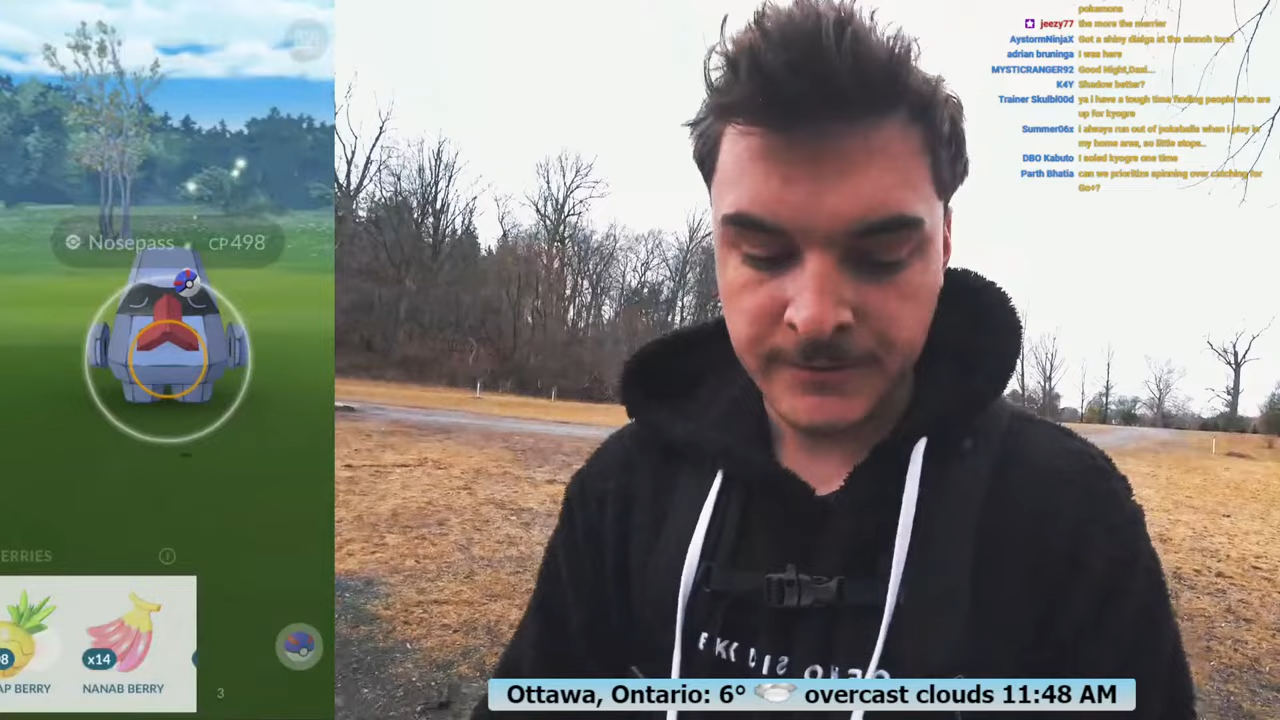 Nosepass CP498
ERRIES
x14
AP BERRY
NANAB BERRY
3
pokemons
jeezy77 the more the merrier
AystormNinjaX Got a shiny dialga at the sinnoh tour!
adrian bruninga I was here
MYSTICRANGER92 Good Night,Dasi...
K4Y Shadow better?
Trainer Skulbl00d ya i have a tough time finding people who are
up for kyogre
Summer06x i always run out of pokeballs when i play in
my home area, so little stops..
DBO Kabuto I soled kyogre one time
Parth Bhatia can we prioritize spinning over catching for
Go+?
Ottawa, Ontario: 6° overcast clouds 11:48 AM